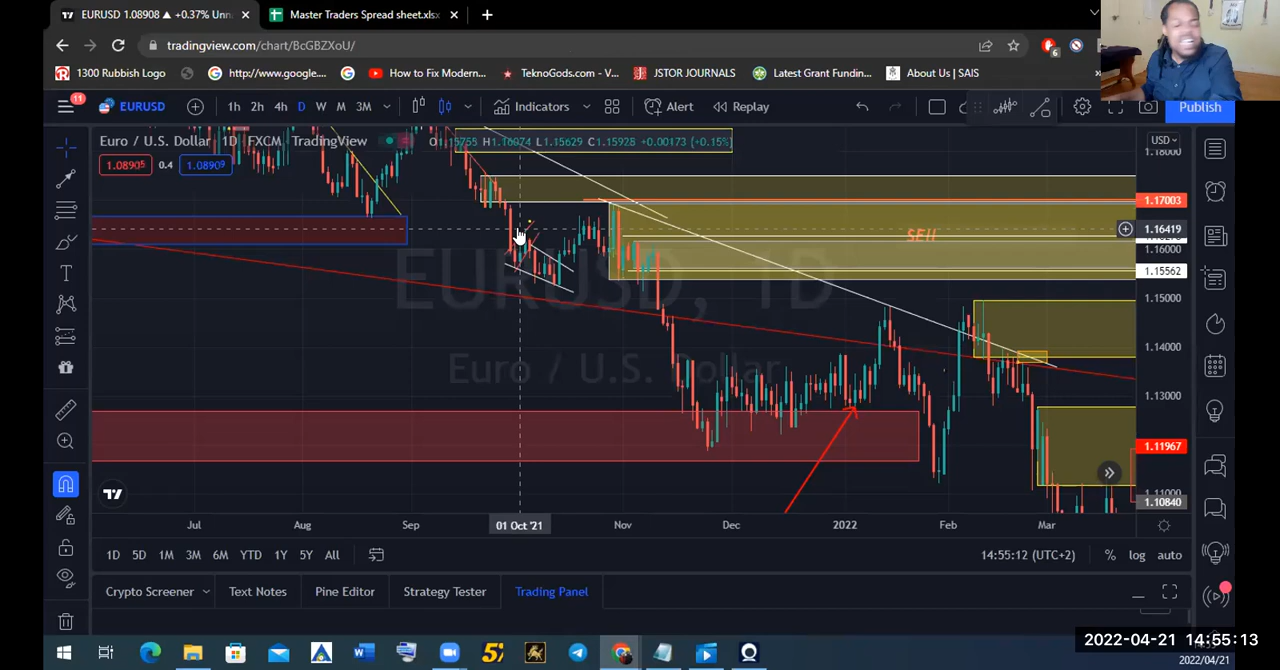 EURUSD 1.08908 ▲ +0.37% Unn
Master Traders Spread sheet.xlsx
tradingview.com/chart/BcGBZXoU/
6
1300 Rubbish Logo
http://www.google...
How to Fix Modern...
TeknoGods.com - V...
JSTOR JOURNALS
Latest Grant Fundin...
About Us | SAIS
»
11
EURUSD
1h 2h 4h D W M 3M
Indicators
Alert
Replay
Publish
Euro / U.S. Dollar 1D FXCM TradingView
O1.15755 H1.16074 L1.15629 C1.15928 +0.00173 (+0.15%)
USD
1.08905 0.4 1.08909
1.18000
1.17003
1.16419
1.16000
1.15562
1.15000
1.14000
1.13000
1.11967
1.11000
1.10840
SEll
EURUSD, 1D
Euro / U.S. Dollar
Jul Aug Sep 01 Oct '21 Nov Dec 2022 Feb Mar
1D 5D 1M 3M 6M YTD 1Y 5Y All
14:55:12 (UTC+2)
% log auto
Crypto Screener
Text Notes
Pine Editor
Strategy Tester
Trading Panel
2022-04-21 14:55:13
2022/04/21